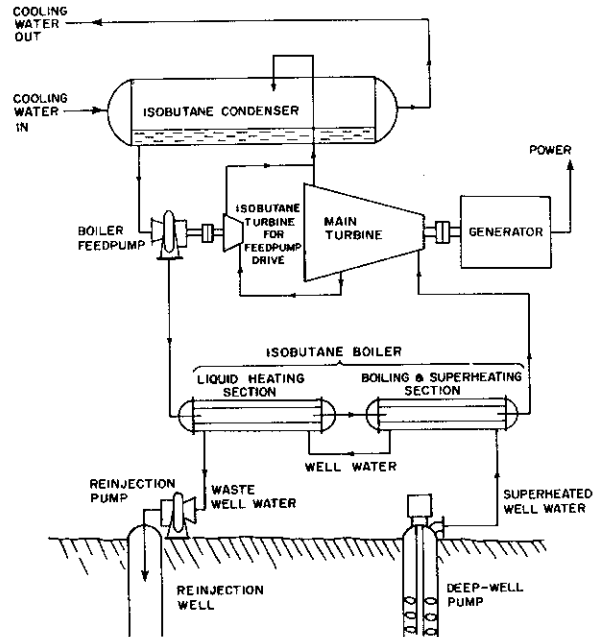 COOLING
WATER
OUT
COOLING
WATER
IN
ISOBUTANE CONDENSER
POWER
BOILER
FEEDPUMP
ISOBUTANE
TURBINE
FOR
FEEDPUMP
DRIVE
MAIN
TURBINE
GENERATOR
ISOBUTANE BOILER
LIQUID HEATING
SECTION
BOILING & SUPERHEATING
SECTION
WELL WATER
REINJECTION
PUMP
WASTE
WELL WATER
SUPERHEATED
WELL WATER
REINJECTION
WELL
DEEP-WELL
PUMP